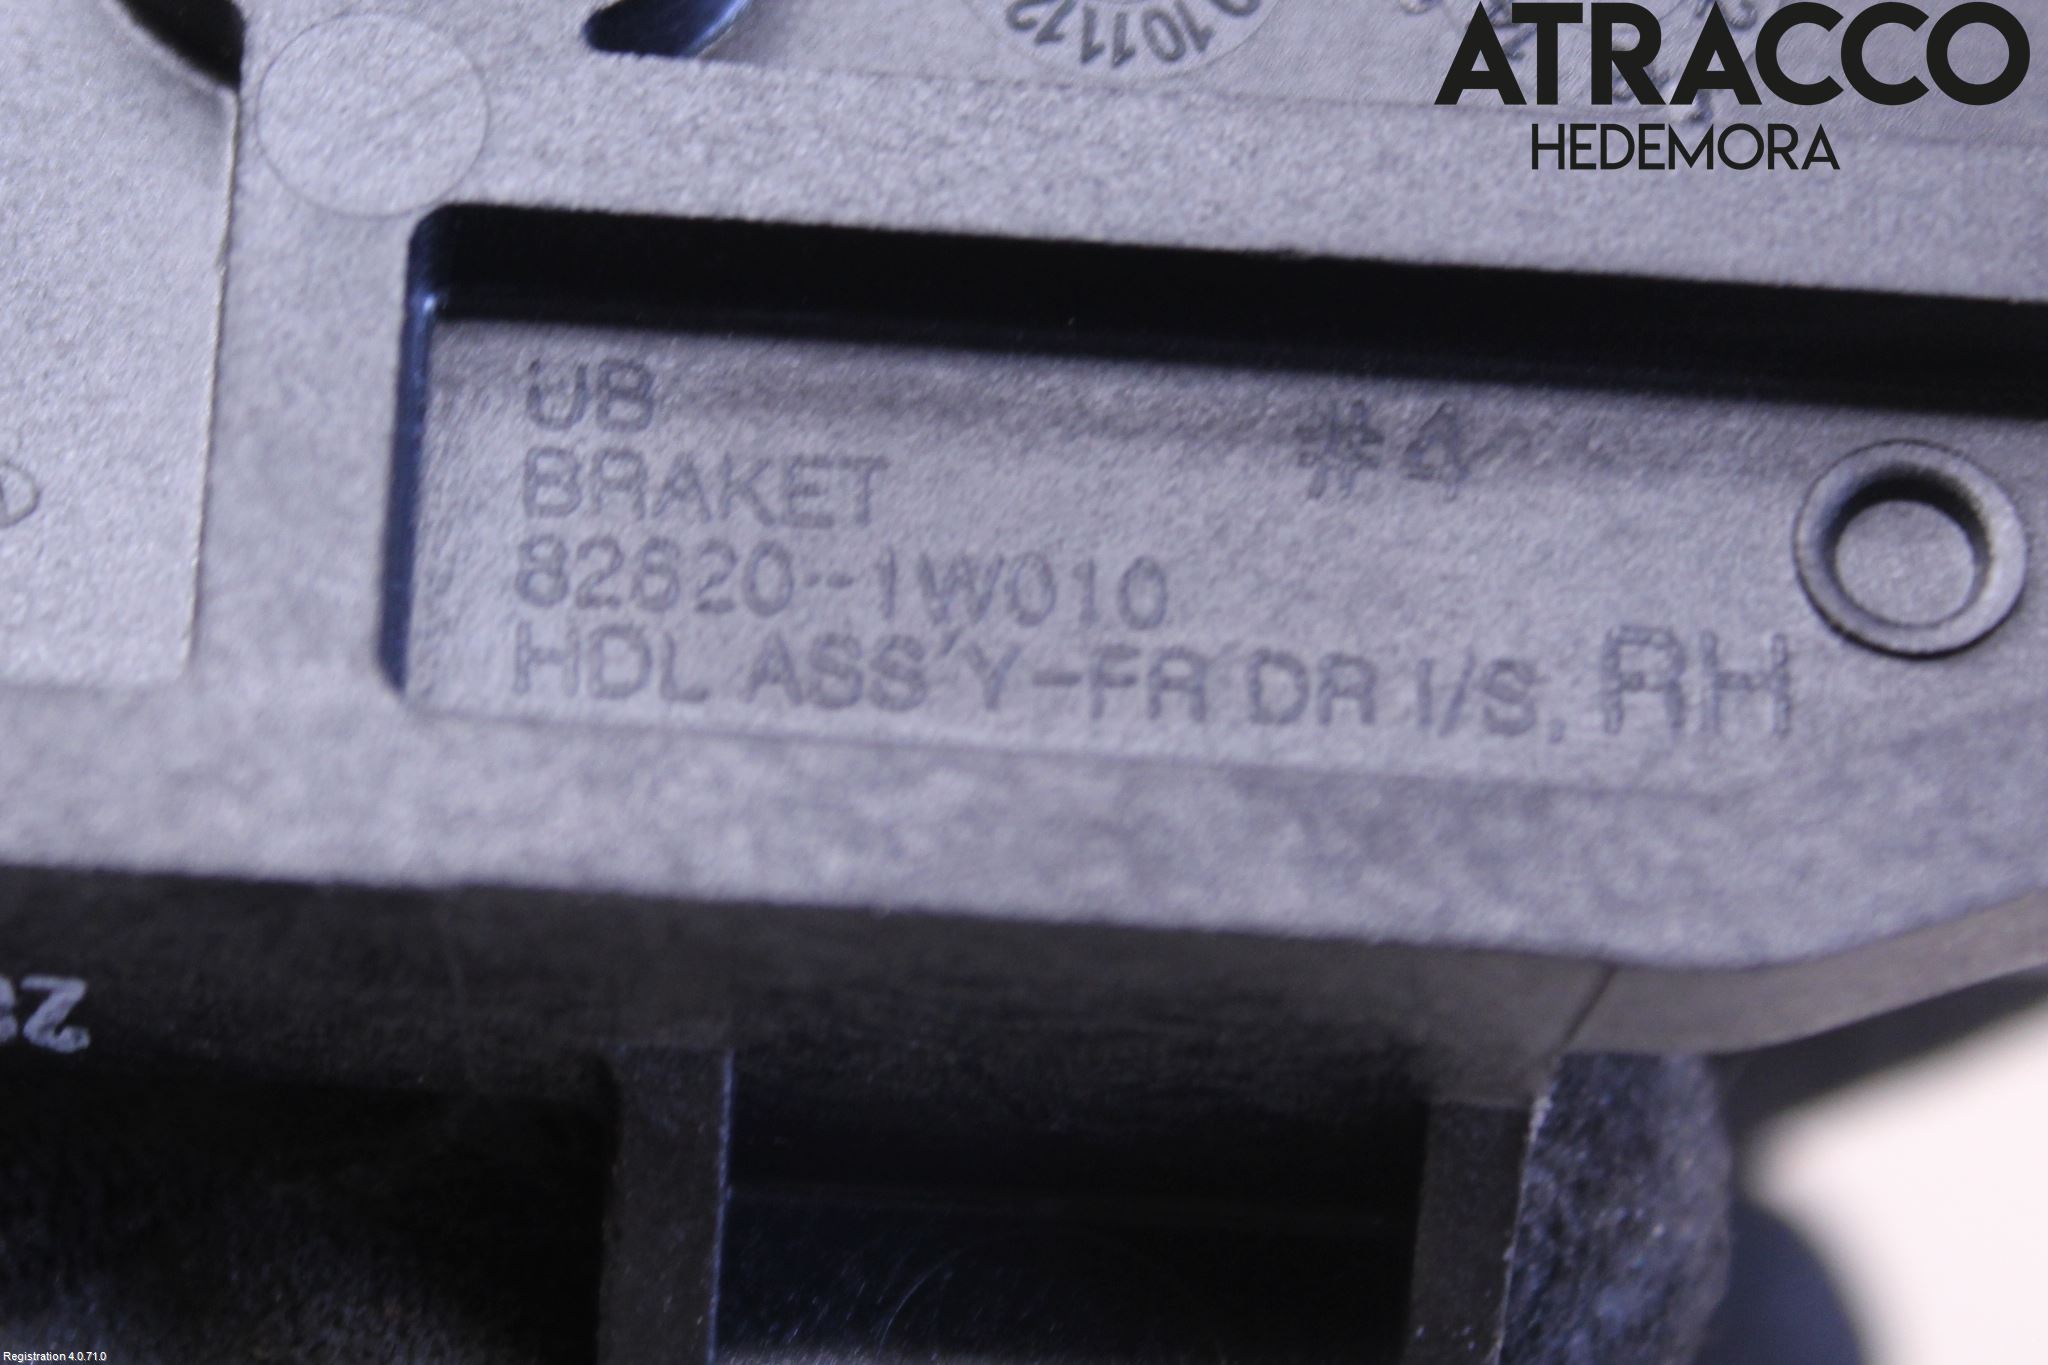 ATRACCO
HEDEMORA
UB
BRAKET
#4
82620--1W010
HDL ASS'Y-FR DR I/S, RH
Registration 4.0.71.0